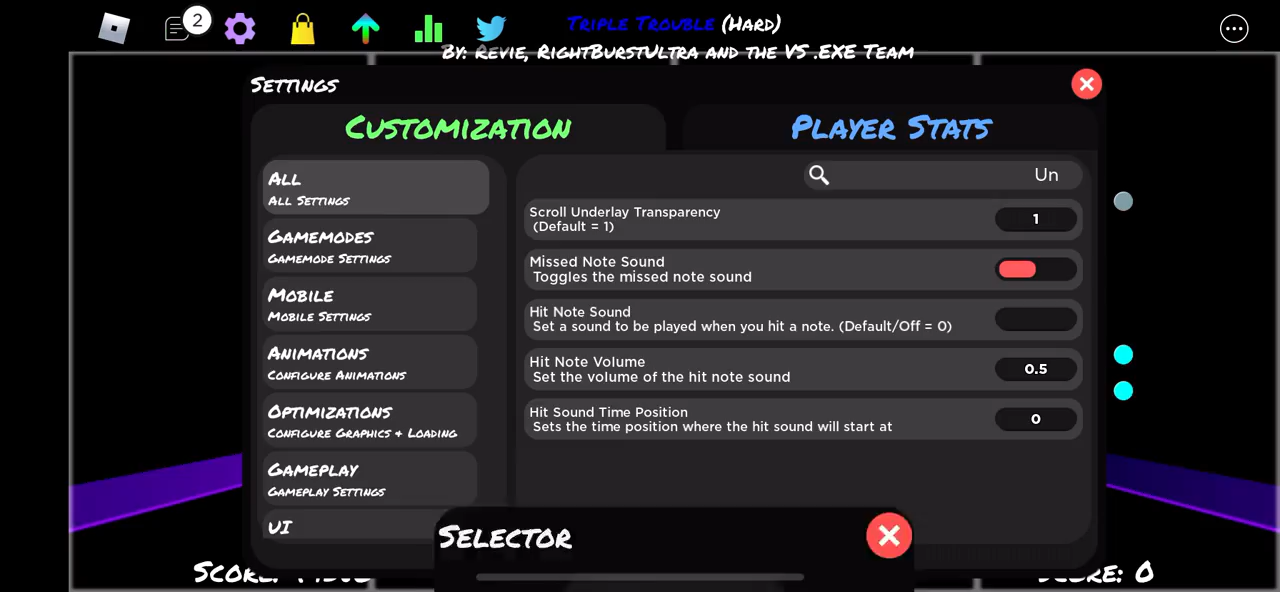 2
Triple Trouble (Hard)
By: Revie, RightBurstUltra and the VS .EXE Team
Settings
Customization
Player Stats
All
All Settings
Gamemodes
Gamemode Settings
Mobile
Mobile Settings
Animations
Configure Animations
Optimizations
Configure Graphics & Loading
Gameplay
Gameplay Settings
UI
Un
Scroll Underlay Transparency
(Default = 1)
1
Missed Note Sound
Toggles the missed note sound
Hit Note Sound
Set a sound to be played when you hit a note. (Default/Off = 0)
Hit Note Volume
Set the volume of the hit note sound
0.5
Hit Sound Time Position
Sets the time position where the hit sound will start at
0
Selector
Score:
Score: 0